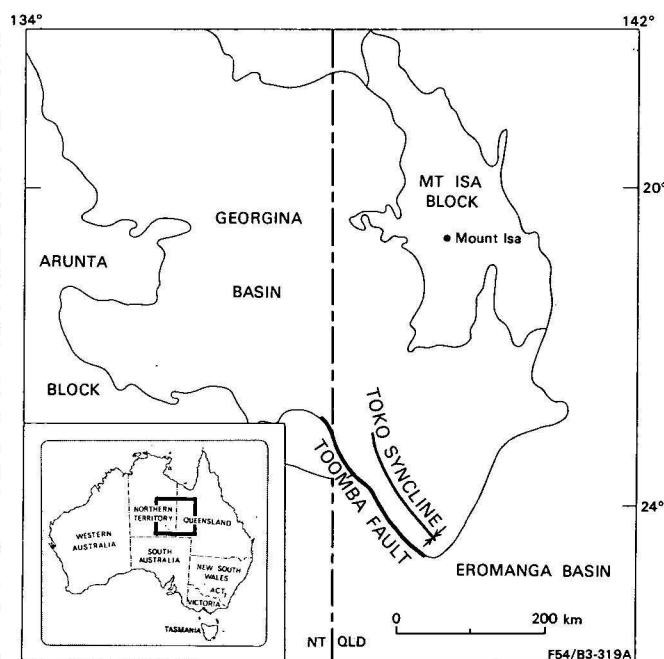 134°
142°
MT ISA
BLOCK
20°
GEORGINA
Mount Isa
ARUNTA
BASIN
BLOCK
TOKO SYNCLINE
TOOMBA FAULT
24°
NORTHERN
TERRITORY
QUEENSLAND
WESTERN
AUSTRALIA
SOUTH
AUSTRALIA
NEW SOUTH
WALES
ACT
VICTORIA
TASMANIA
EROMANGA BASIN
0 200 km
NT QLD
F54/B3-319A